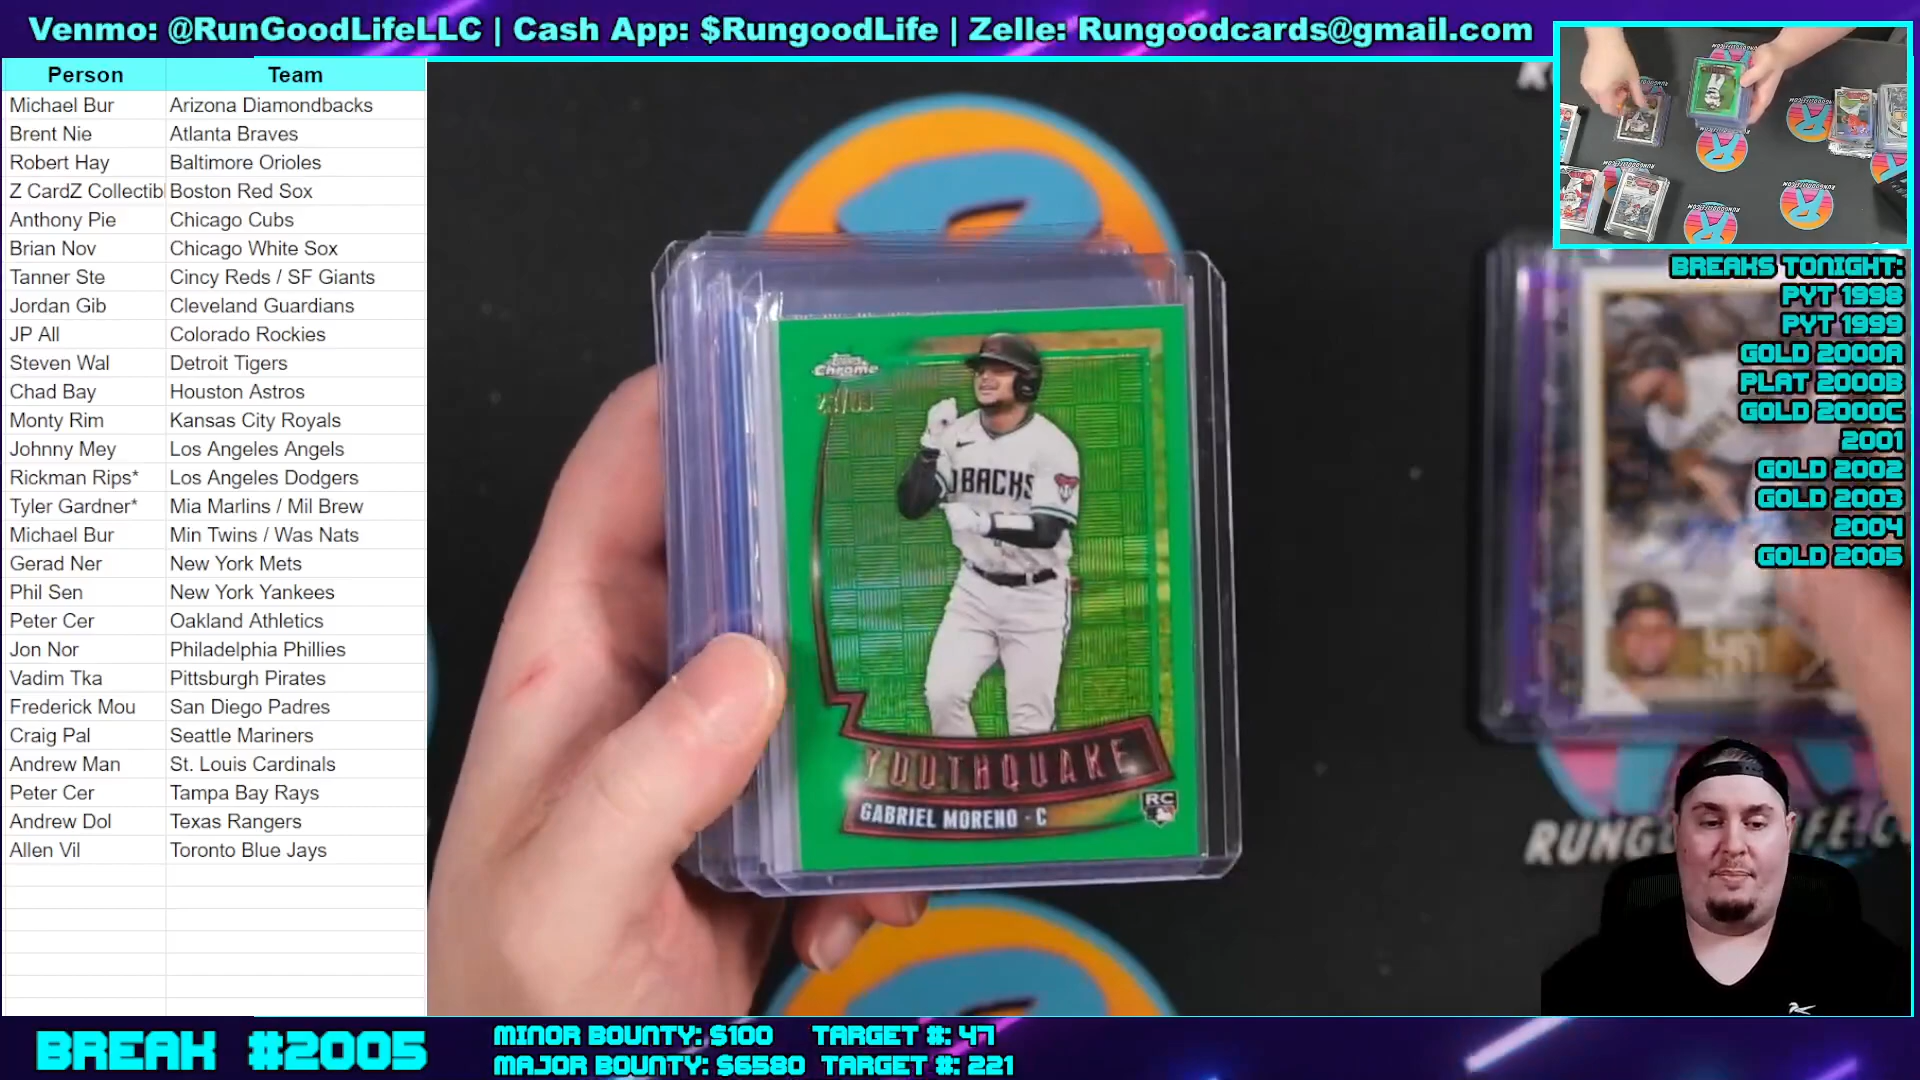 Venmo: @RunGoodLifeLLC | Cash App: $RungoodLife | Zelle: Rungoodcards@gmail.com
Person Team
Michael Bur Arizona Diamondbacks
Brent Nie Atlanta Braves
Robert Hay Baltimore Orioles
Z CardZ Collectibl Boston Red Sox
Anthony Pie Chicago Cubs
Brian Nov Chicago White Sox
Tanner Ste Cincy Reds / SF Giants
Jordan Gib Cleveland Guardians
JP All Colorado Rockies
Steven Wal Detroit Tigers
Chad Bay Houston Astros
Monty Rim Kansas City Royals
Johnny Mey Los Angeles Angels
Rickman Rips* Los Angeles Dodgers
Tyler Gardner* Mia Marlins / Mil Brew
Michael Bur Min Twins / Was Nats
Gerad Ner New York Mets
Phil Sen New York Yankees
Peter Cer Oakland Athletics
Jon Nor Philadelphia Phillies
Vadim Tka Pittsburgh Pirates
Frederick Mou San Diego Padres
Craig Pal Seattle Mariners
Andrew Man St. Louis Cardinals
Peter Cer Tampa Bay Rays
Andrew Dol Texas Rangers
Allen Vil Toronto Blue Jays
Topps
Chrome
DBACKS
YOUTHQUAKE
GABRIEL MORENO - C
RC
BREAKS TONIGHT:
PYT 1998
PYT 1999
GOLD 2000A
PLAT 2000B
GOLD 2000C
2001
GOLD 2002
GOLD 2003
2004
GOLD 2005
BREAK #2005
MINOR BOUNTY: $100 TARGET #: 47
MAJOR BOUNTY: $6580 TARGET #: 221